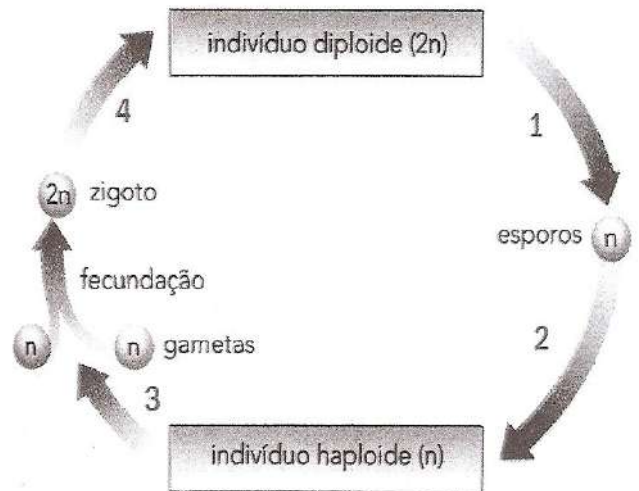 indivíduo diploide (2n)
4
1
2n zigoto
esporos n
fecundação
n
n gametas
2
3
indivíduo haploide (n)